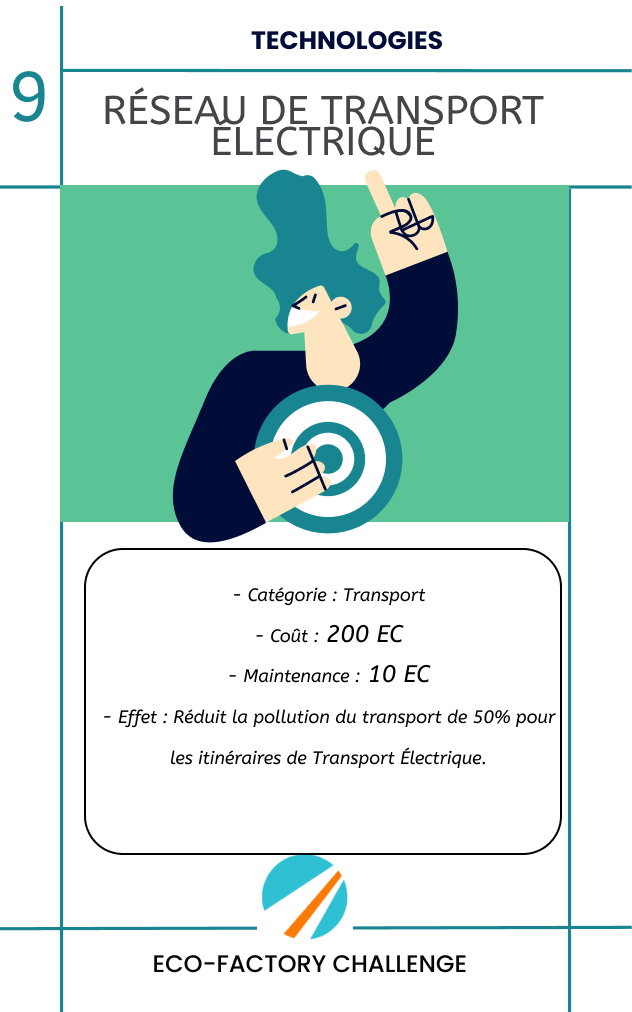 TECHNOLOGIES
9
RÉSEAU DE TRANSPORT
ÉLECTRIQUE
- Catégorie : Transport
- Coût : 200 EC
- Maintenance : 10 EC
- Effet : Réduit la pollution du transport de 50% pour
les itinéraires de Transport Électrique.
ECO-FACTORY CHALLENGE